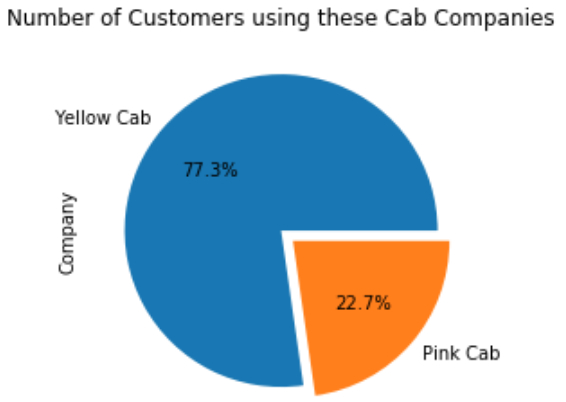 Number of Customers using these Cab Companies
Yellow Cab
77.3%
Company
22.7%
Pink Cab